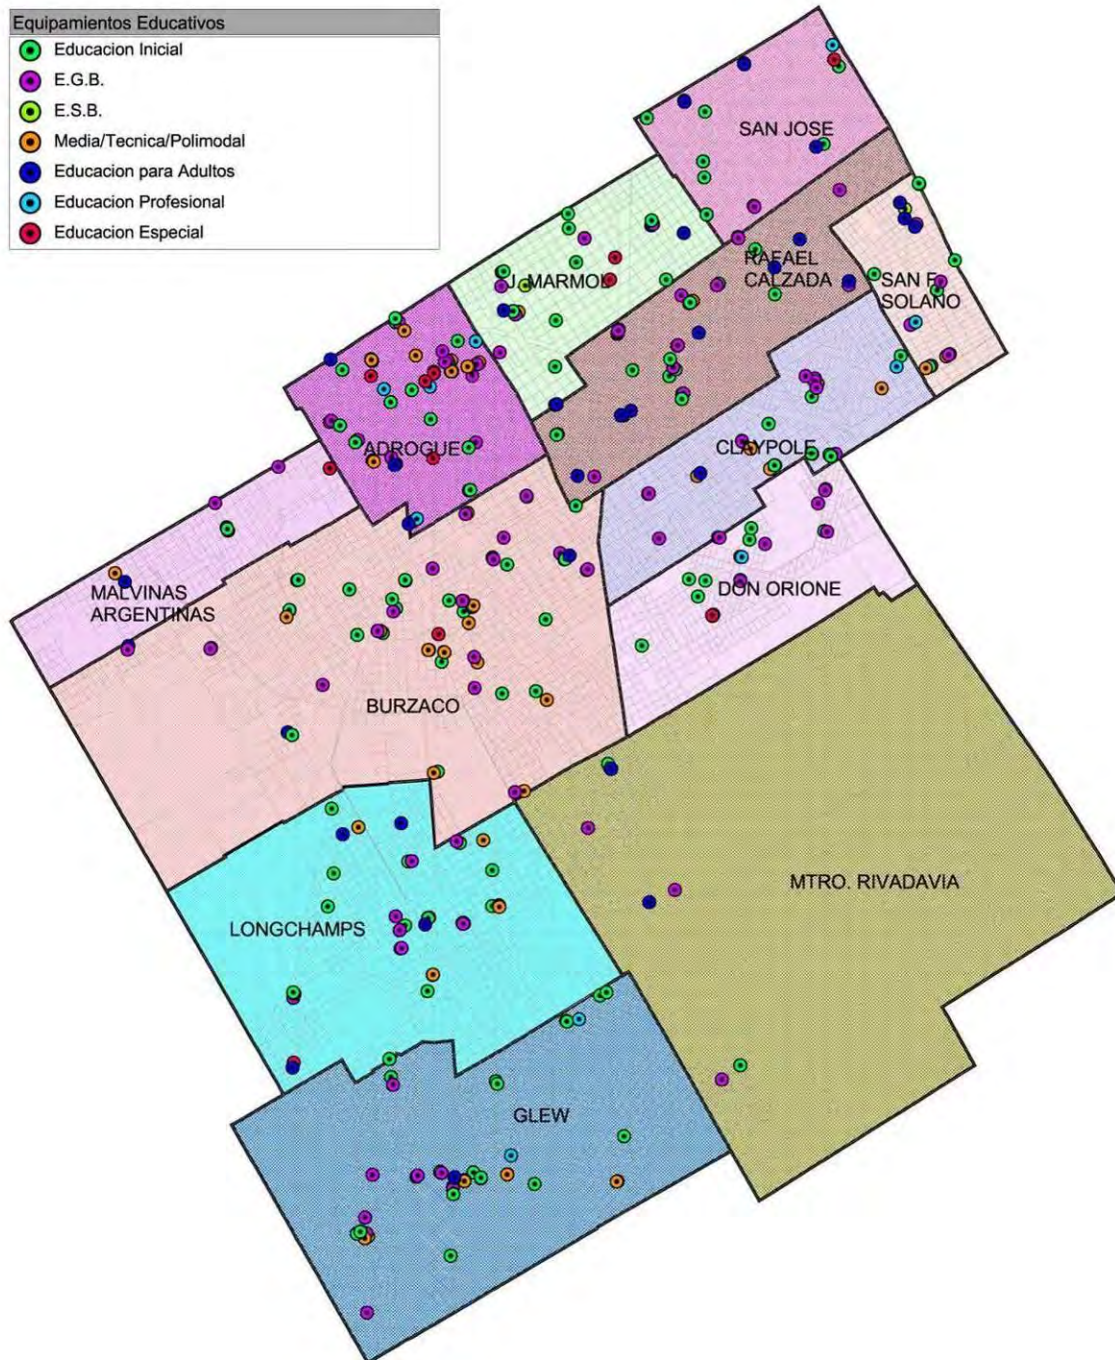 Equipamientos Educativos
Educacion Inicial
E.G.B.
E.S.B.
Media/Tecnica/Polimodal
Educacion para Adultos
Educacion Profesional
Educacion Especial
SAN JOSE
RAFAEL
CALZADA
J. MARMOL
SAN F.
SOLANO
ADROGUE
CLAYPOLE
MALVINAS
ARGENTINAS
DON ORIONE
BURZACO
MTRO. RIVADAVIA
LONGCHAMPS
GLEW